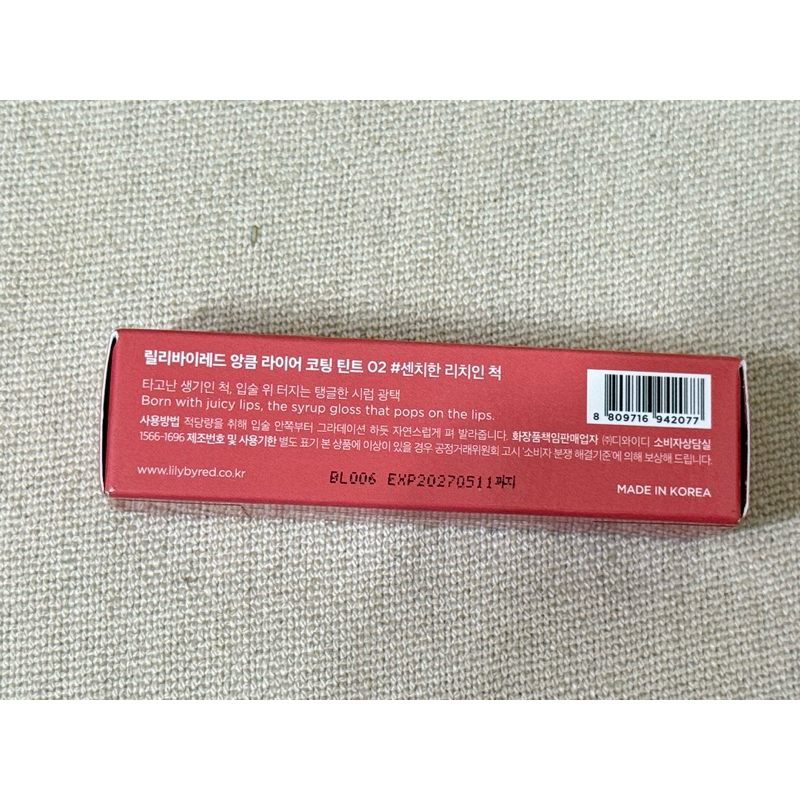 릴리바이레드 앙큼 라이어 코팅 틴트 02 #센치한 리치인 척
타고난 생기인 척, 입술 위 터지는 탱글한 시럽 광택
Born with juicy lips, the syrup gloss that pops on the lips.
사용방법 적당량을 취해 입술 안쪽부터 그라데이션 하듯 자연스럽게 펴 발라줍니다. 화장품책임판매업자 ㈜디와이디 소비자상담실
1566-1696 제조번호 및 사용기한 별도 표기 본 상품에 이상이 있을 경우 공정거래위원회 고시 '소비자 분쟁 해결기준'에 의해 보상해 드립니다.
www.lilybyred.co.kr
BL006 EXP20270511까지
8 809716 942077
MADE IN KOREA